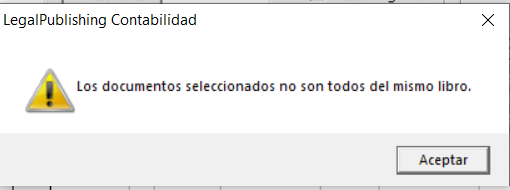 LegalPublishing Contabilidad
Los documentos seleccionados no son todos del mismo libro.
Aceptar